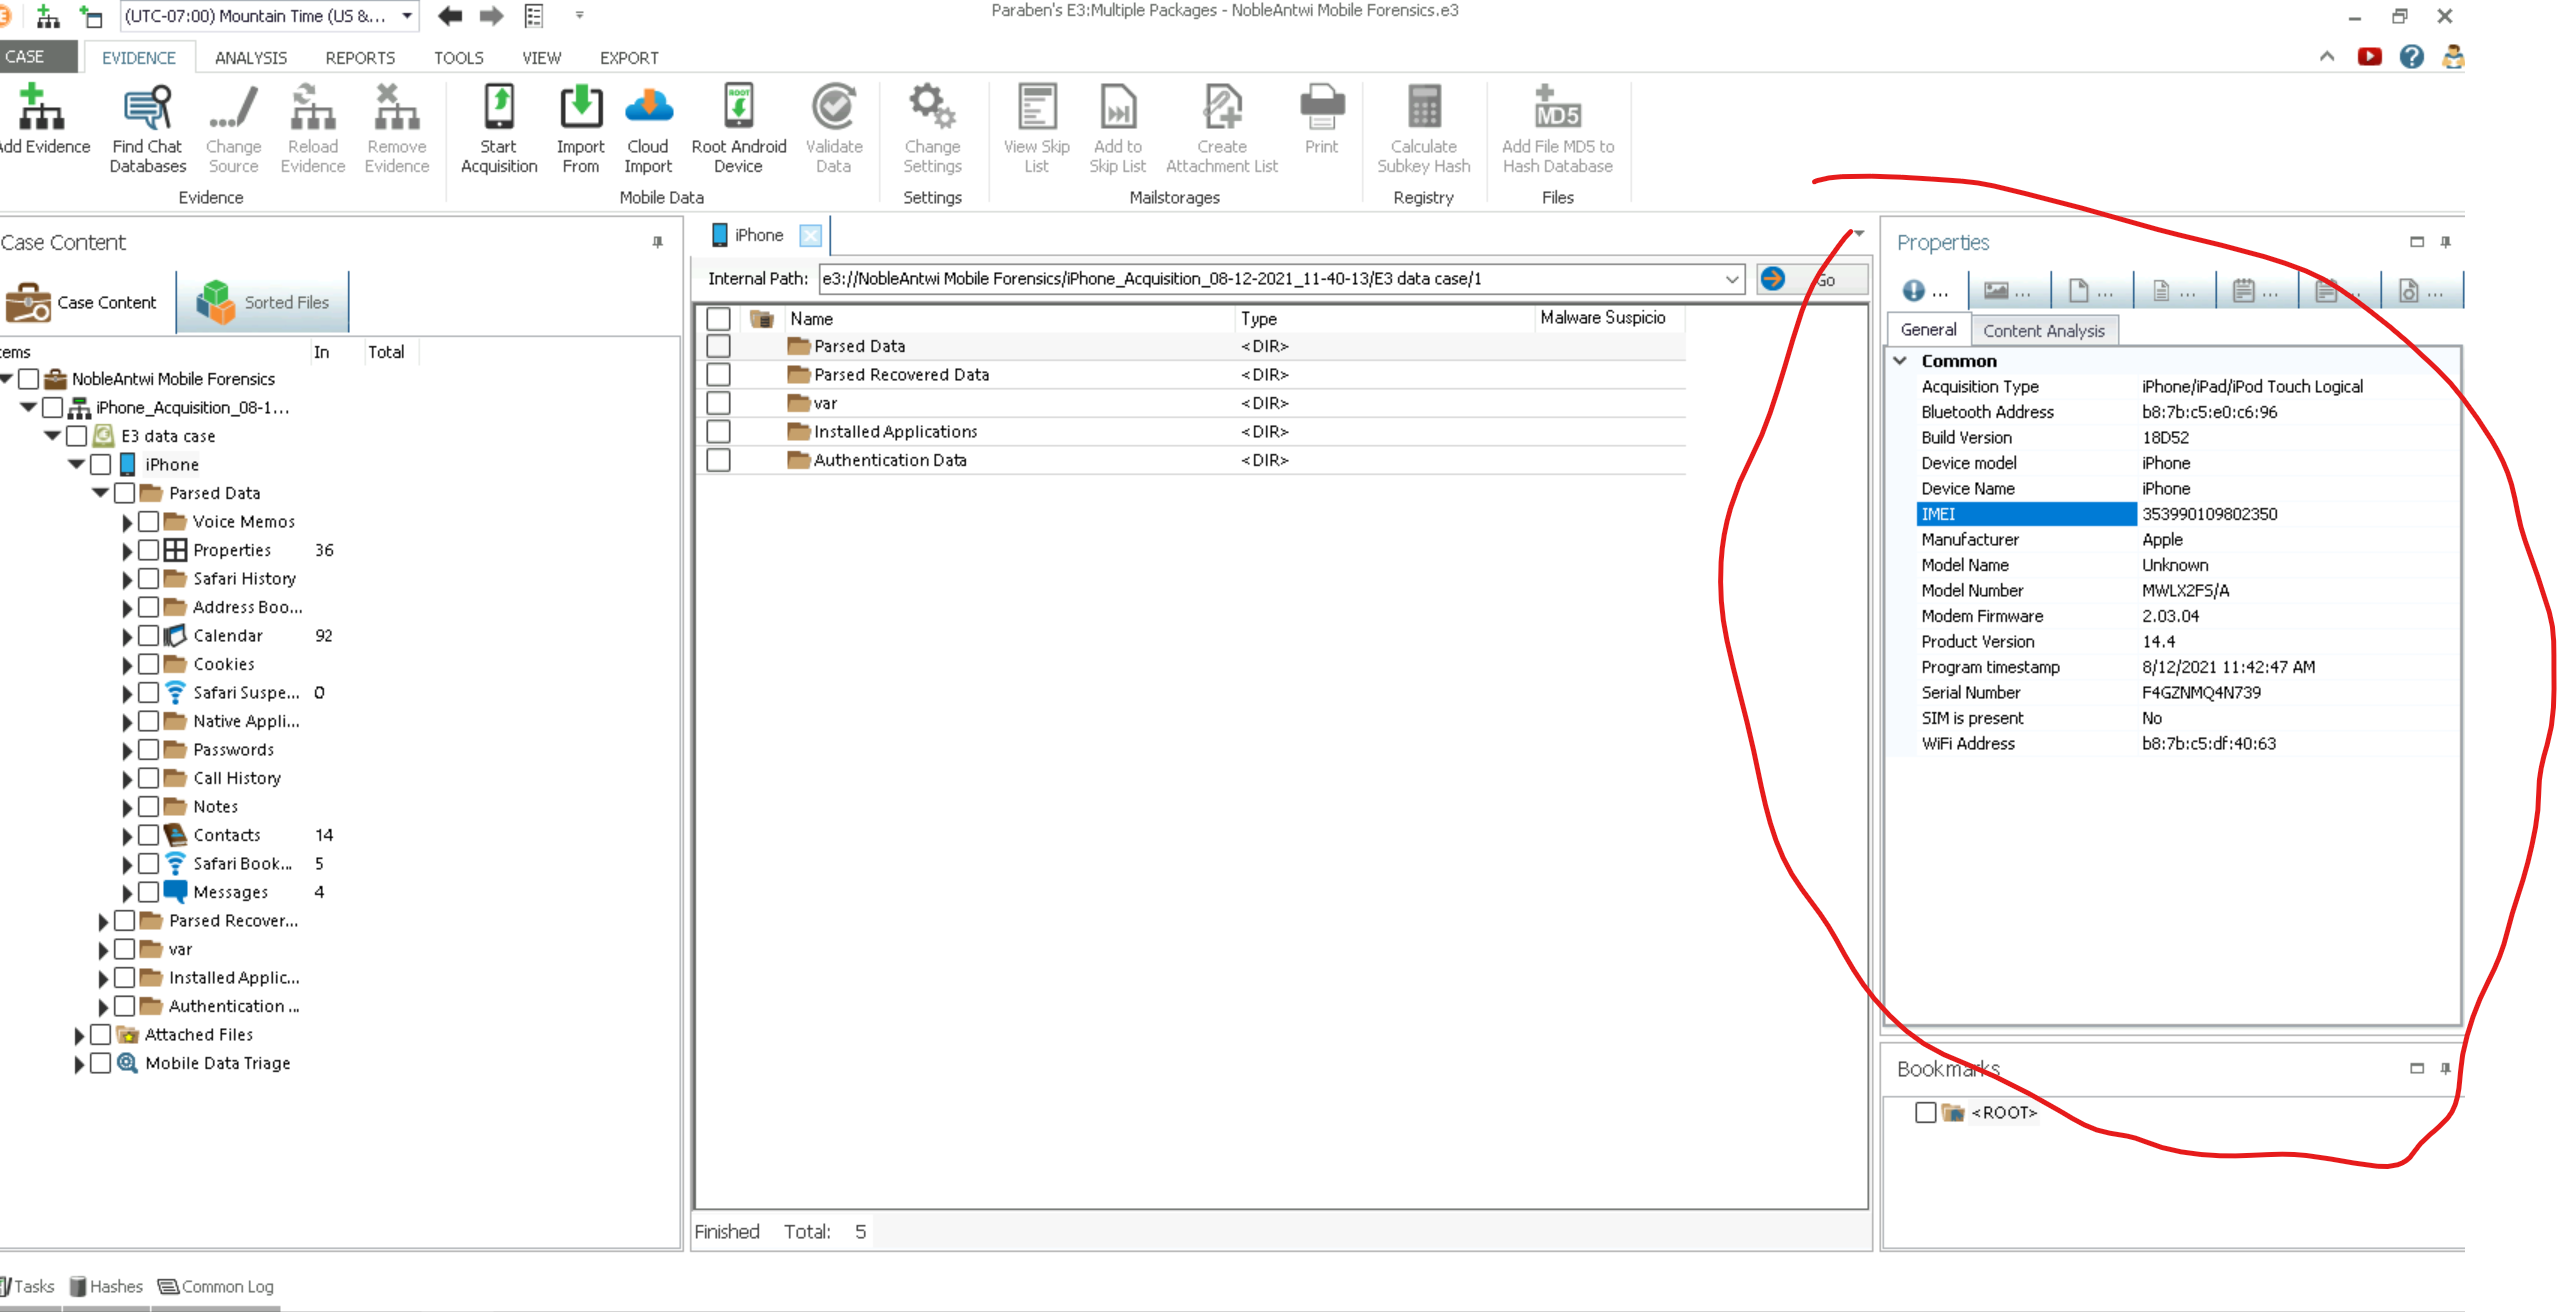 (UTC-07:00) Mountain Time (US &...
Paraben's E3:Multiple Packages - NobleAntwi Mobile Forensics.e3
CASE EVIDENCE ANALYSIS REPORTS TOOLS VIEW EXPORT
Add Evidence
Find Chat Databases
Change Source
Reload Evidence
Remove Evidence
Start Acquisition
Import From
Cloud Import
ROOT
Root Android Device
Validate Data
Change Settings
View Skip List
Add to Skip List
Create Attachment List
Print
Calculate Subkey Hash
MD5
Add File MD5 to Hash Database
Evidence Mobile Data Settings Mailstorages Registry Files
Case Content
Case Content Sorted Files
In Total
NobleAntwi Mobile Forensics
iPhone_Acquisition_08-1...
E3 data case
iPhone
Parsed Data
Voice Memos
Properties 36
Safari History
Address Boo...
Calendar 92
Cookies
Safari Suspe... 0
Native Appli...
Passwords
Call History
Notes
Contacts 14
Safari Book... 5
Messages 4
Parsed Recover...
var
Installed Applic...
Authentication ...
Attached Files
Mobile Data Triage
iPhone
Internal Path: e3://NobleAntwi Mobile Forensics/iPhone_Acquisition_08-12-2021_11-40-13/E3 data case/1 Go
Name Type Malware Suspicio
Parsed Data <DIR>
Parsed Recovered Data <DIR>
var <DIR>
Installed Applications <DIR>
Authentication Data <DIR>
Finished Total: 5
Properties
... ... ... ... ... ... ...
General Content Analysis
Common
Acquisition Type iPhone/iPad/iPod Touch Logical
Bluetooth Address b8:7b:c5:e0:c6:96
Build Version 18D52
Device model iPhone
Device Name iPhone
IMEI 353990109802350
Manufacturer Apple
Model Name Unknown
Model Number MWLX2FS/A
Modem Firmware 2.03.04
Product Version 14.4
Program timestamp 8/12/2021 11:42:47 AM
Serial Number F4GZNMQ4N739
SIM is present No
WiFi Address b8:7b:c5:df:40:63
Bookmarks
<ROOT>
Tasks Hashes Common Log